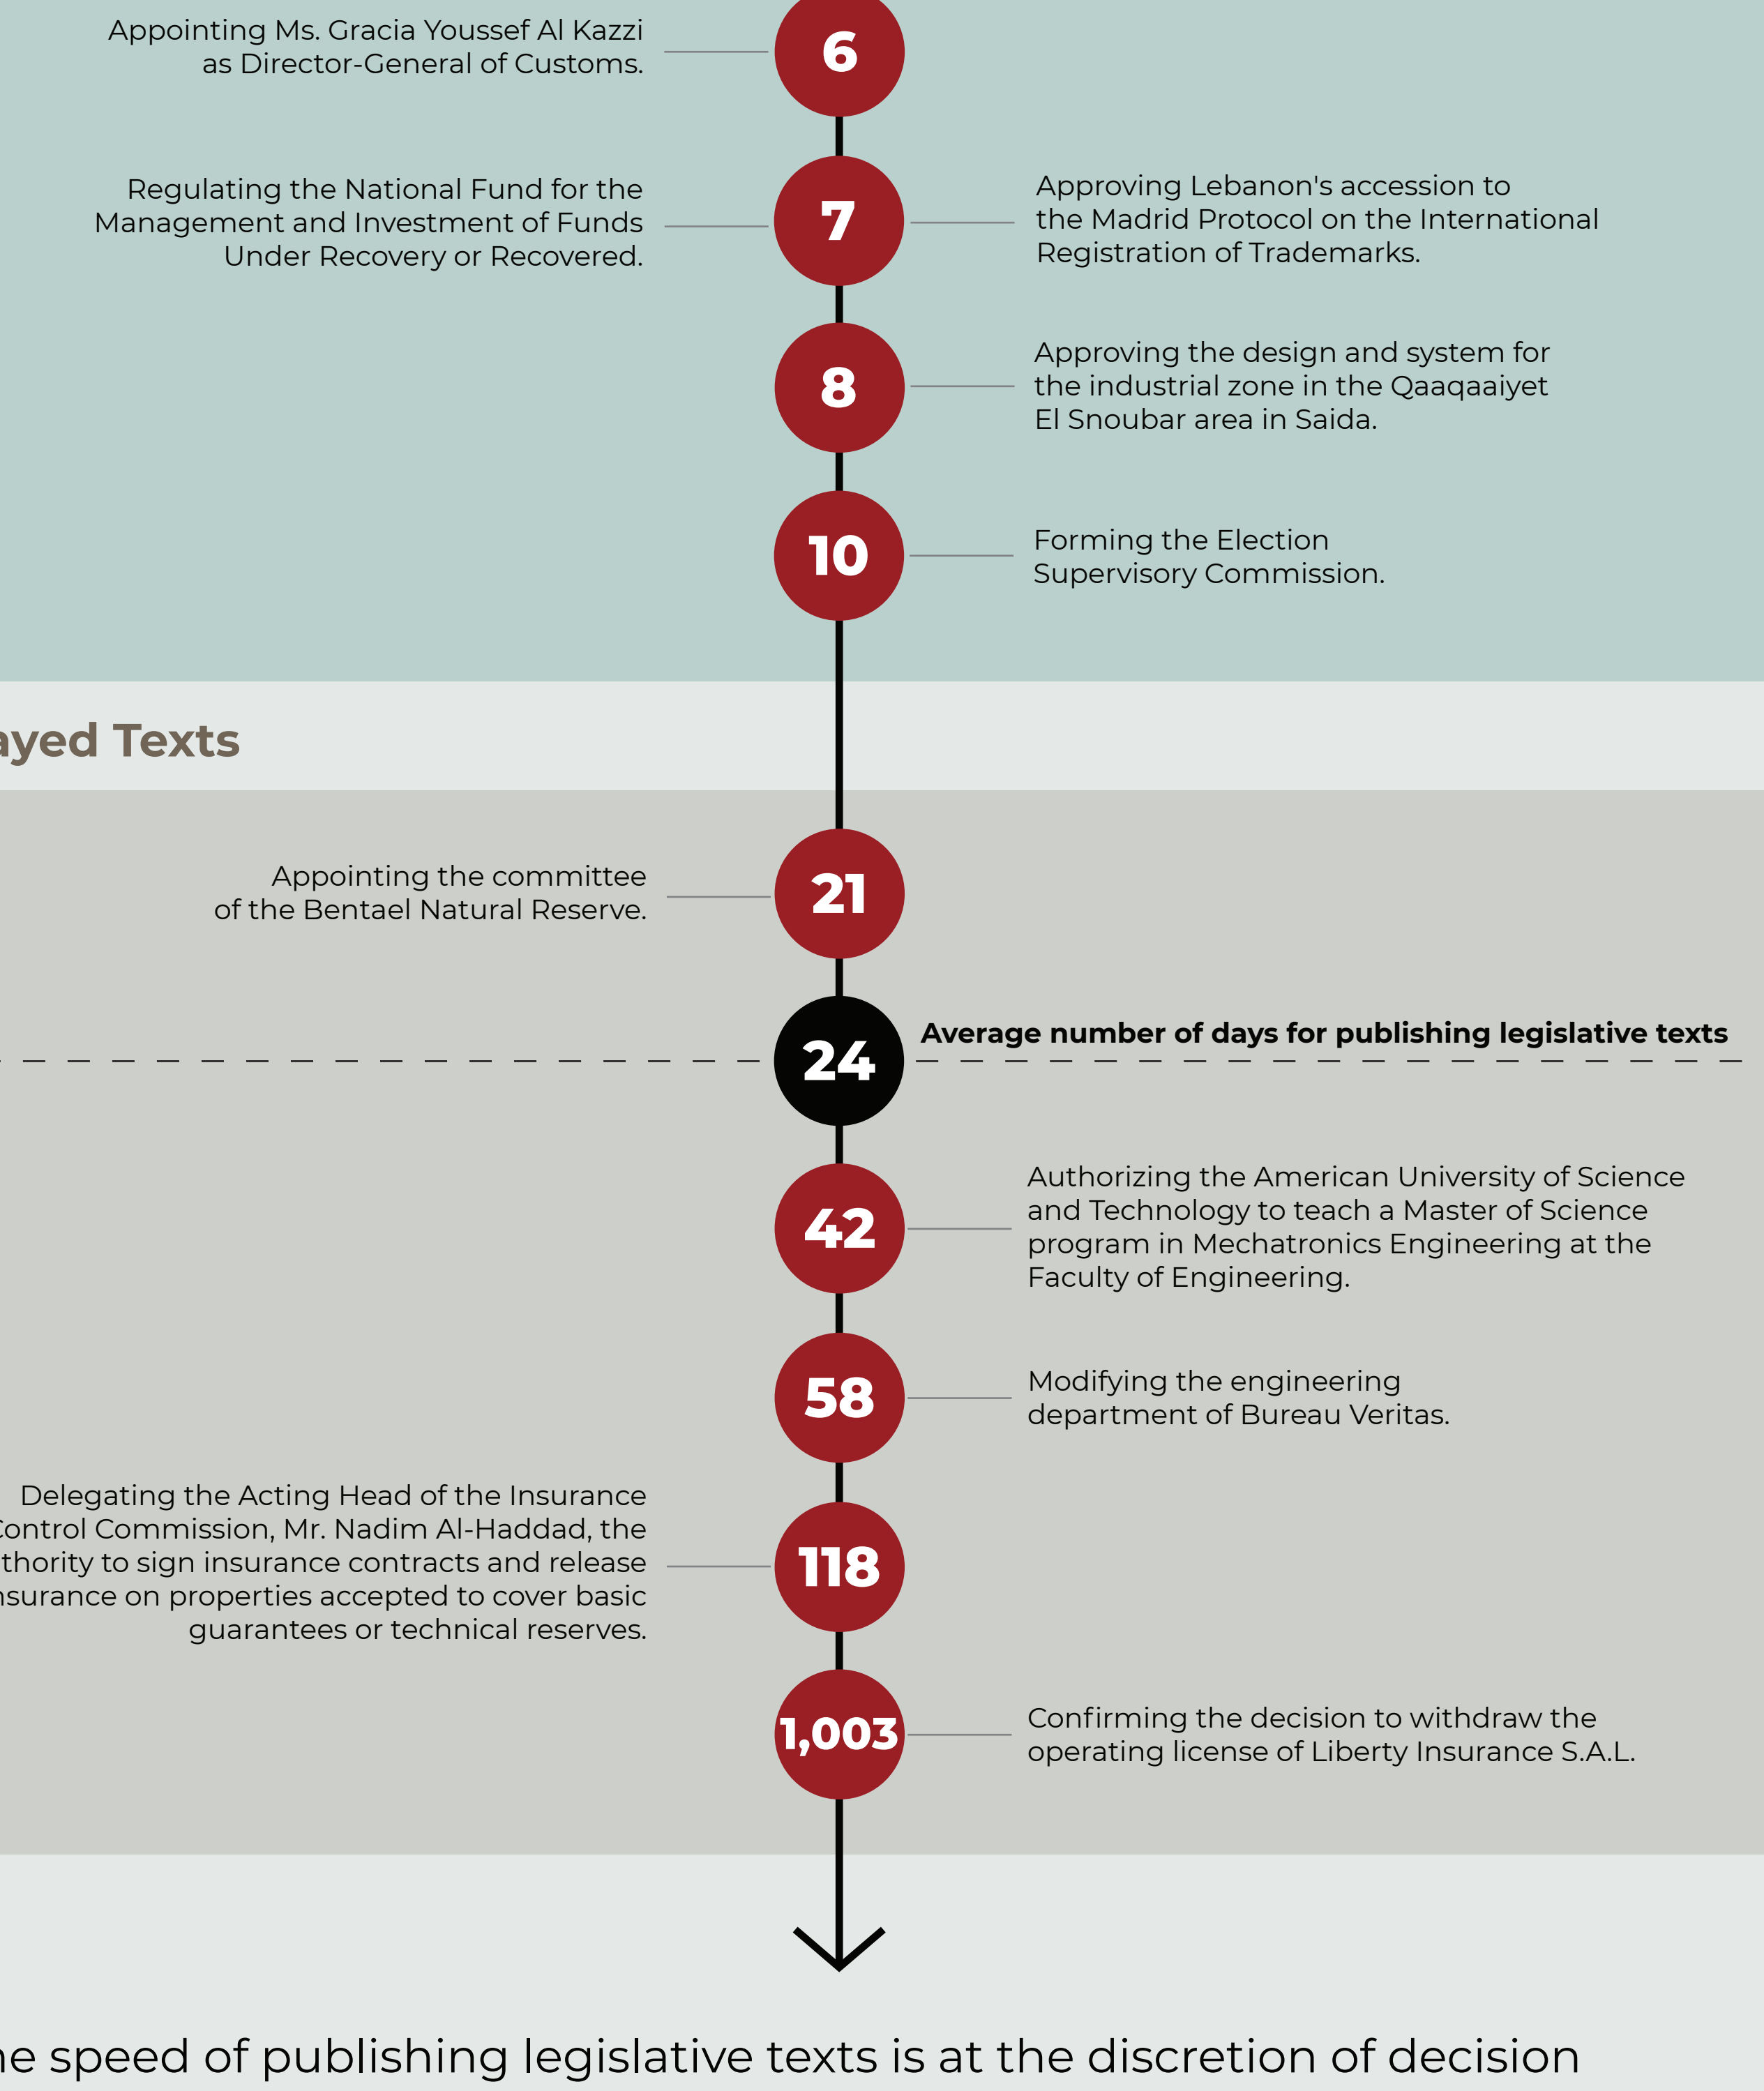 Appointing Ms. Gracia Youssef Al Kazzi
as Director-General of Customs.
6
Regulating the National Fund for the
Management and Investment of Funds
Under Recovery or Recovered.
7
Approving Lebanon's accession to
the Madrid Protocol on the International
Registration of Trademarks.
8
Approving the design and system for
the industrial zone in the Qaaqaaiyet
El Snoubar area in Saida.
10
Forming the Election
Supervisory Commission.
ayed Texts
Appointing the committee
of the Bentael Natural Reserve.
21
24
Average number of days for publishing legislative texts
42
Authorizing the American University of Science
and Technology to teach a Master of Science
program in Mechatronics Engineering at the
Faculty of Engineering.
58
Modifying the engineering
department of Bureau Veritas.
Delegating the Acting Head of the Insurance
Control Commission, Mr. Nadim Al-Haddad, the
thority to sign insurance contracts and release
nsurance on properties accepted to cover basic
guarantees or technical reserves.
118
1,003
Confirming the decision to withdraw the
operating license of Liberty Insurance S.A.L.
he speed of publishing legislative texts is at the discretion of decision